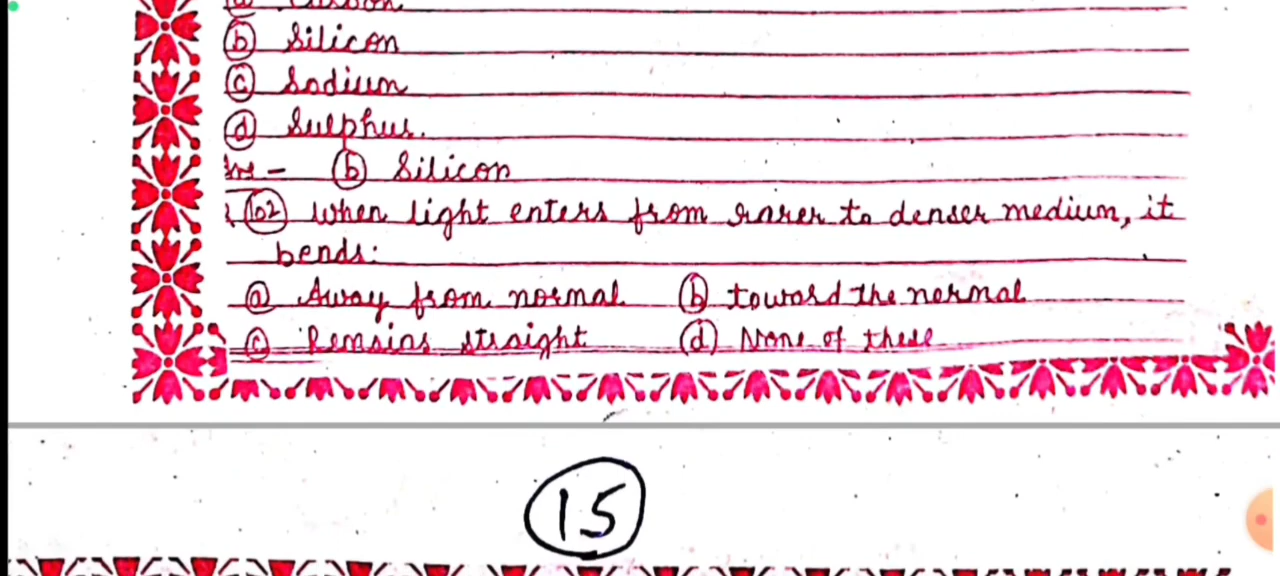 ⓑ Silicon
ⓒ Sodium
ⓓ Sulphur.
ⓑ Silicon
(102) when light enters from rarer to denser medium, it
bends:
ⓐ Away from normal ⓑ toward the normal
ⓒ Remains straight ⓓ None of these
15